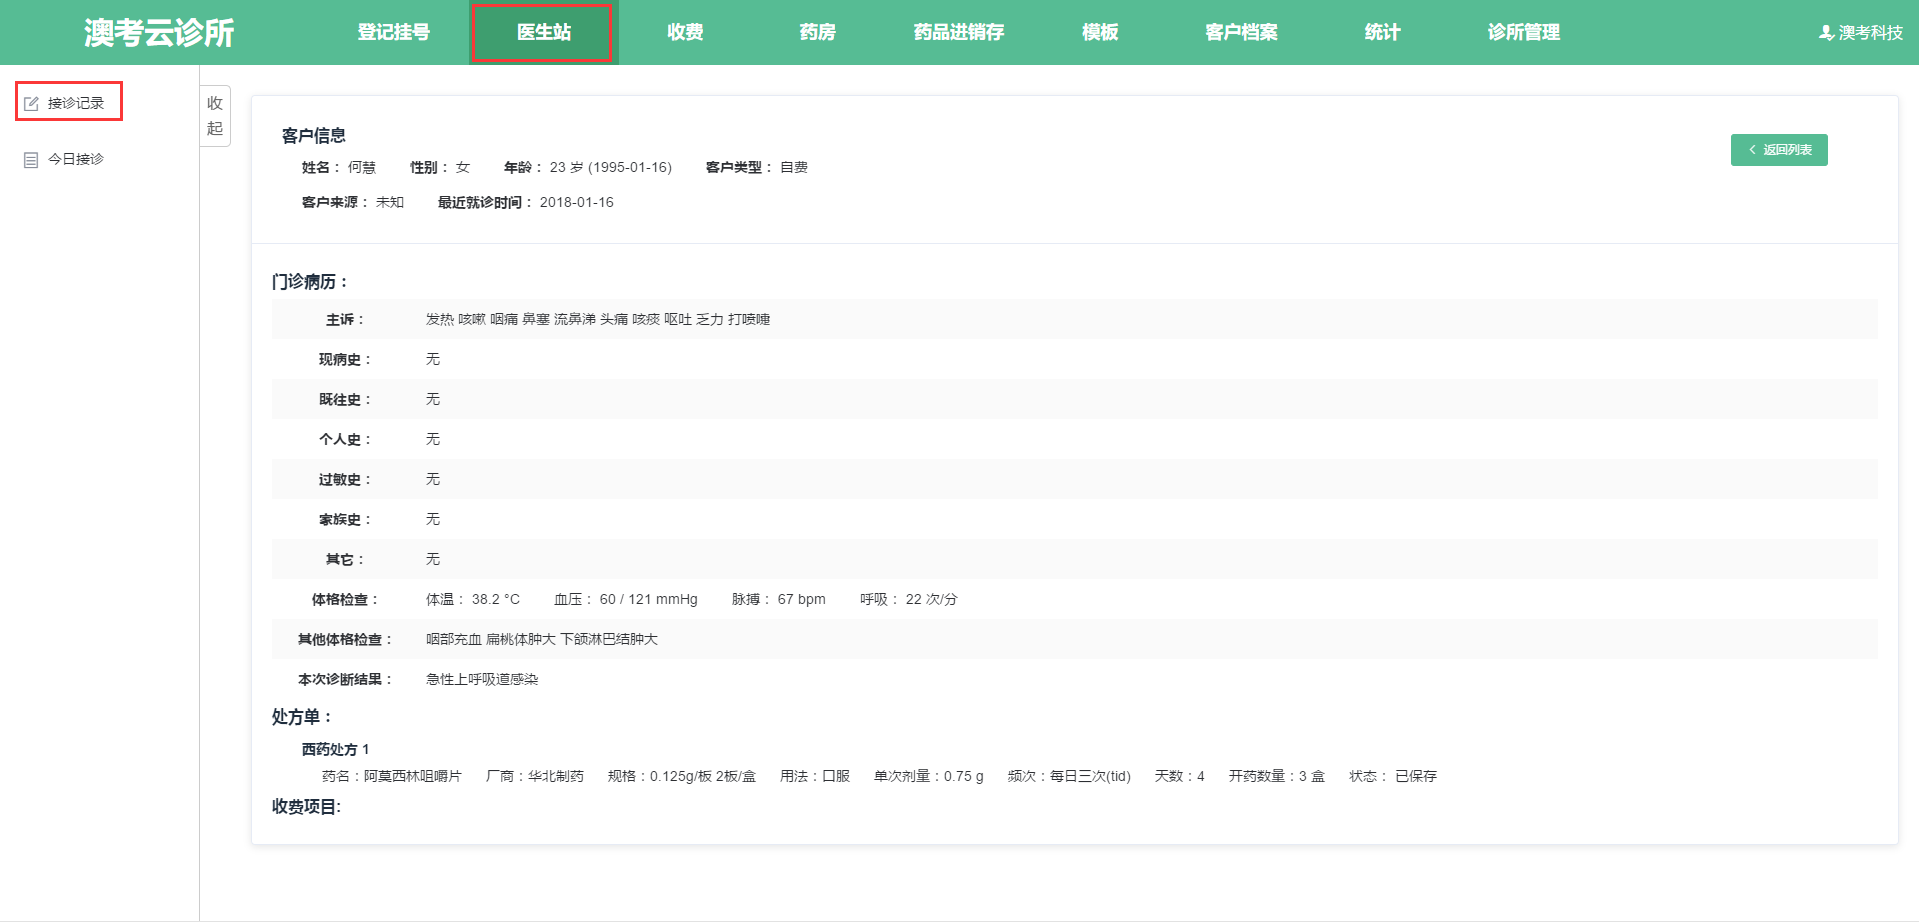 澳考云诊所 登记挂号 医生站 收费 药房 药品进销存 模板 客户档案 统计 诊所管理 澳考科技
接诊记录
今日接诊
收
起
客户信息
返回列表
姓名： 何慧 性别： 女 年龄： 23 岁 (1995-01-16) 客户类型： 自费
客户来源： 未知 最近就诊时间： 2018-01-16
门诊病历：
主诉： 发热 咳嗽 咽痛 鼻塞 流鼻涕 头痛 咳痰 呕吐 乏力 打喷嚏
现病史： 无
既往史： 无
个人史： 无
过敏史： 无
家族史： 无
其它： 无
体格检查： 体温： 38.2 °C 血压： 60 / 121 mmHg 脉搏： 67 bpm 呼吸： 22 次/分
其他体格检查： 咽部充血 扁桃体肿大 下颌淋巴结肿大
本次诊断结果： 急性上呼吸道感染
处方单：
西药处方 1
药名：阿莫西林咀嚼片 厂商：华北制药 规格：0.125g/板 2板/盒 用法：口服 单次剂量：0.75 g 频次：每日三次(tid) 天数：4 开药数量：3 盒 状态： 已保存
收费项目: